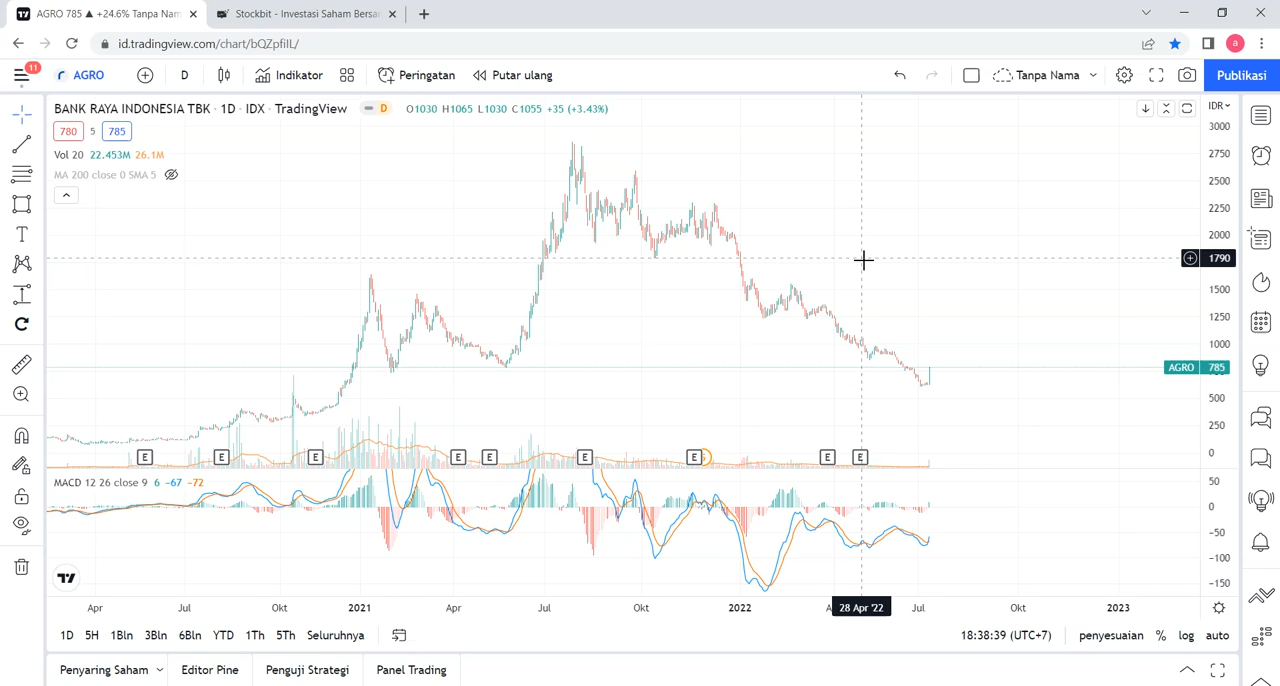 AGRO 785 ▲ +24.6% Tanpa Nam
Stockbit - Investasi Saham Bersar
id.tradingview.com/chart/bQZpfiIL/
a
11
AGRO
D
Indikator
Peringatan
Putar ulang
Tanpa Nama
Publikasi
BANK RAYA INDONESIA TBK · 1D · IDX · TradingView
D
O1030 H1065 L1030 C1055 +35 (+3.43%)
IDR
780 5 785
Vol 20 22.453M 26.1M
MA 200 close 0 SMA 5
3000
2750
2500
2250
2000
1790
1500
1250
1000
AGRO 785
500
250
0
E E E E E E E E E
MACD 12 26 close 9 6 −67 −72
50
0
−50
−100
−150
Apr Jul Okt 2021 Apr Jul Okt 2022 A 28 Apr '22 Jul Okt 2023
1D 5H 1Bln 3Bln 6Bln YTD 1Th 5Th Seluruhnya
18:38:39 (UTC+7)
penyesuaian % log auto
Penyaring Saham
Editor Pine
Penguji Strategi
Panel Trading